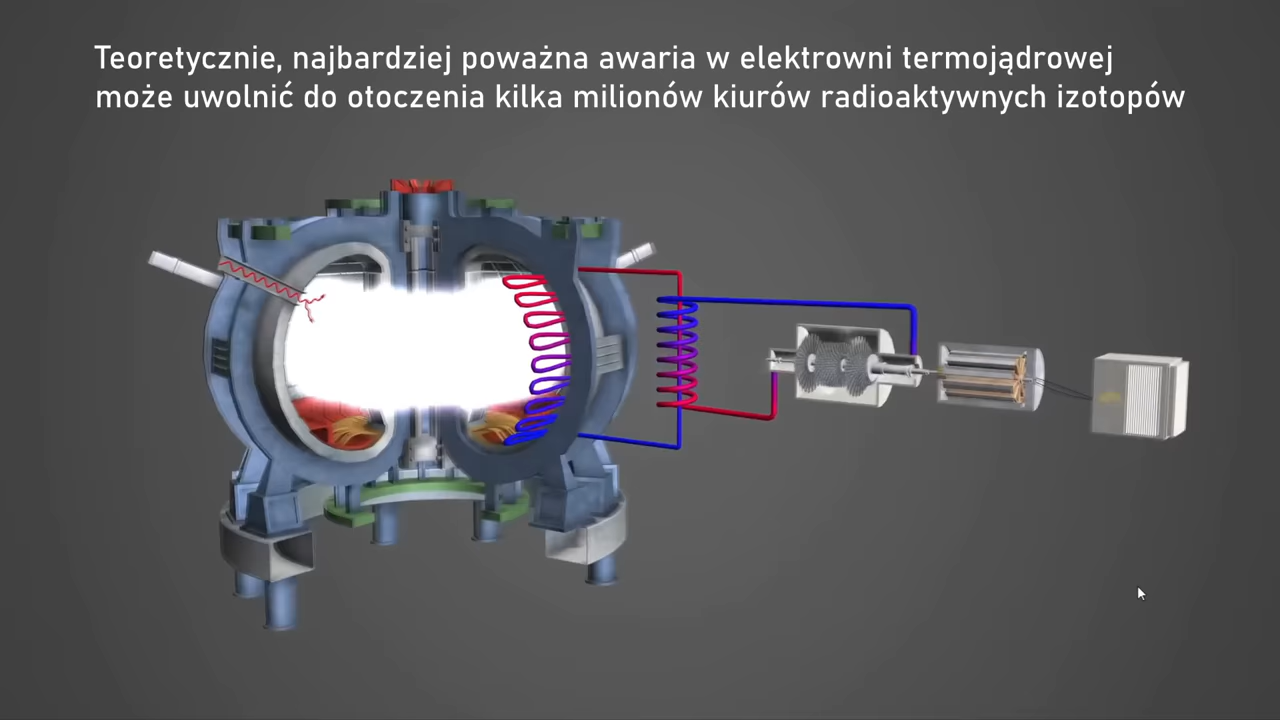 Teoretycznie, najbardziej poważna awaria w elektrowni termojądrowej
może uwolnić do otoczenia kilka milionów kiurów radioaktywnych izotopów